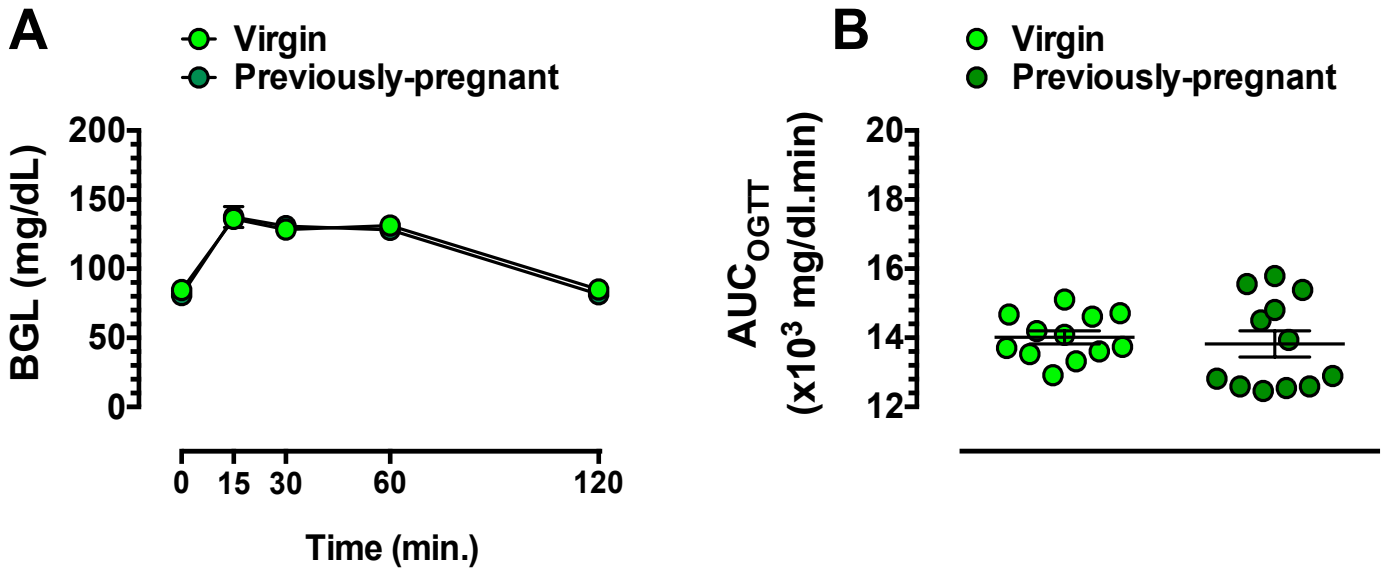 A
Virgin
Previously-pregnant
BGL (mg/dL)
200
150
100
50
0
0 15 30 60 120
Time (min.)
B
Virgin
Previously-pregnant
AUCOGTT
(x10³ mg/dl.min)
20
18
16
14
12